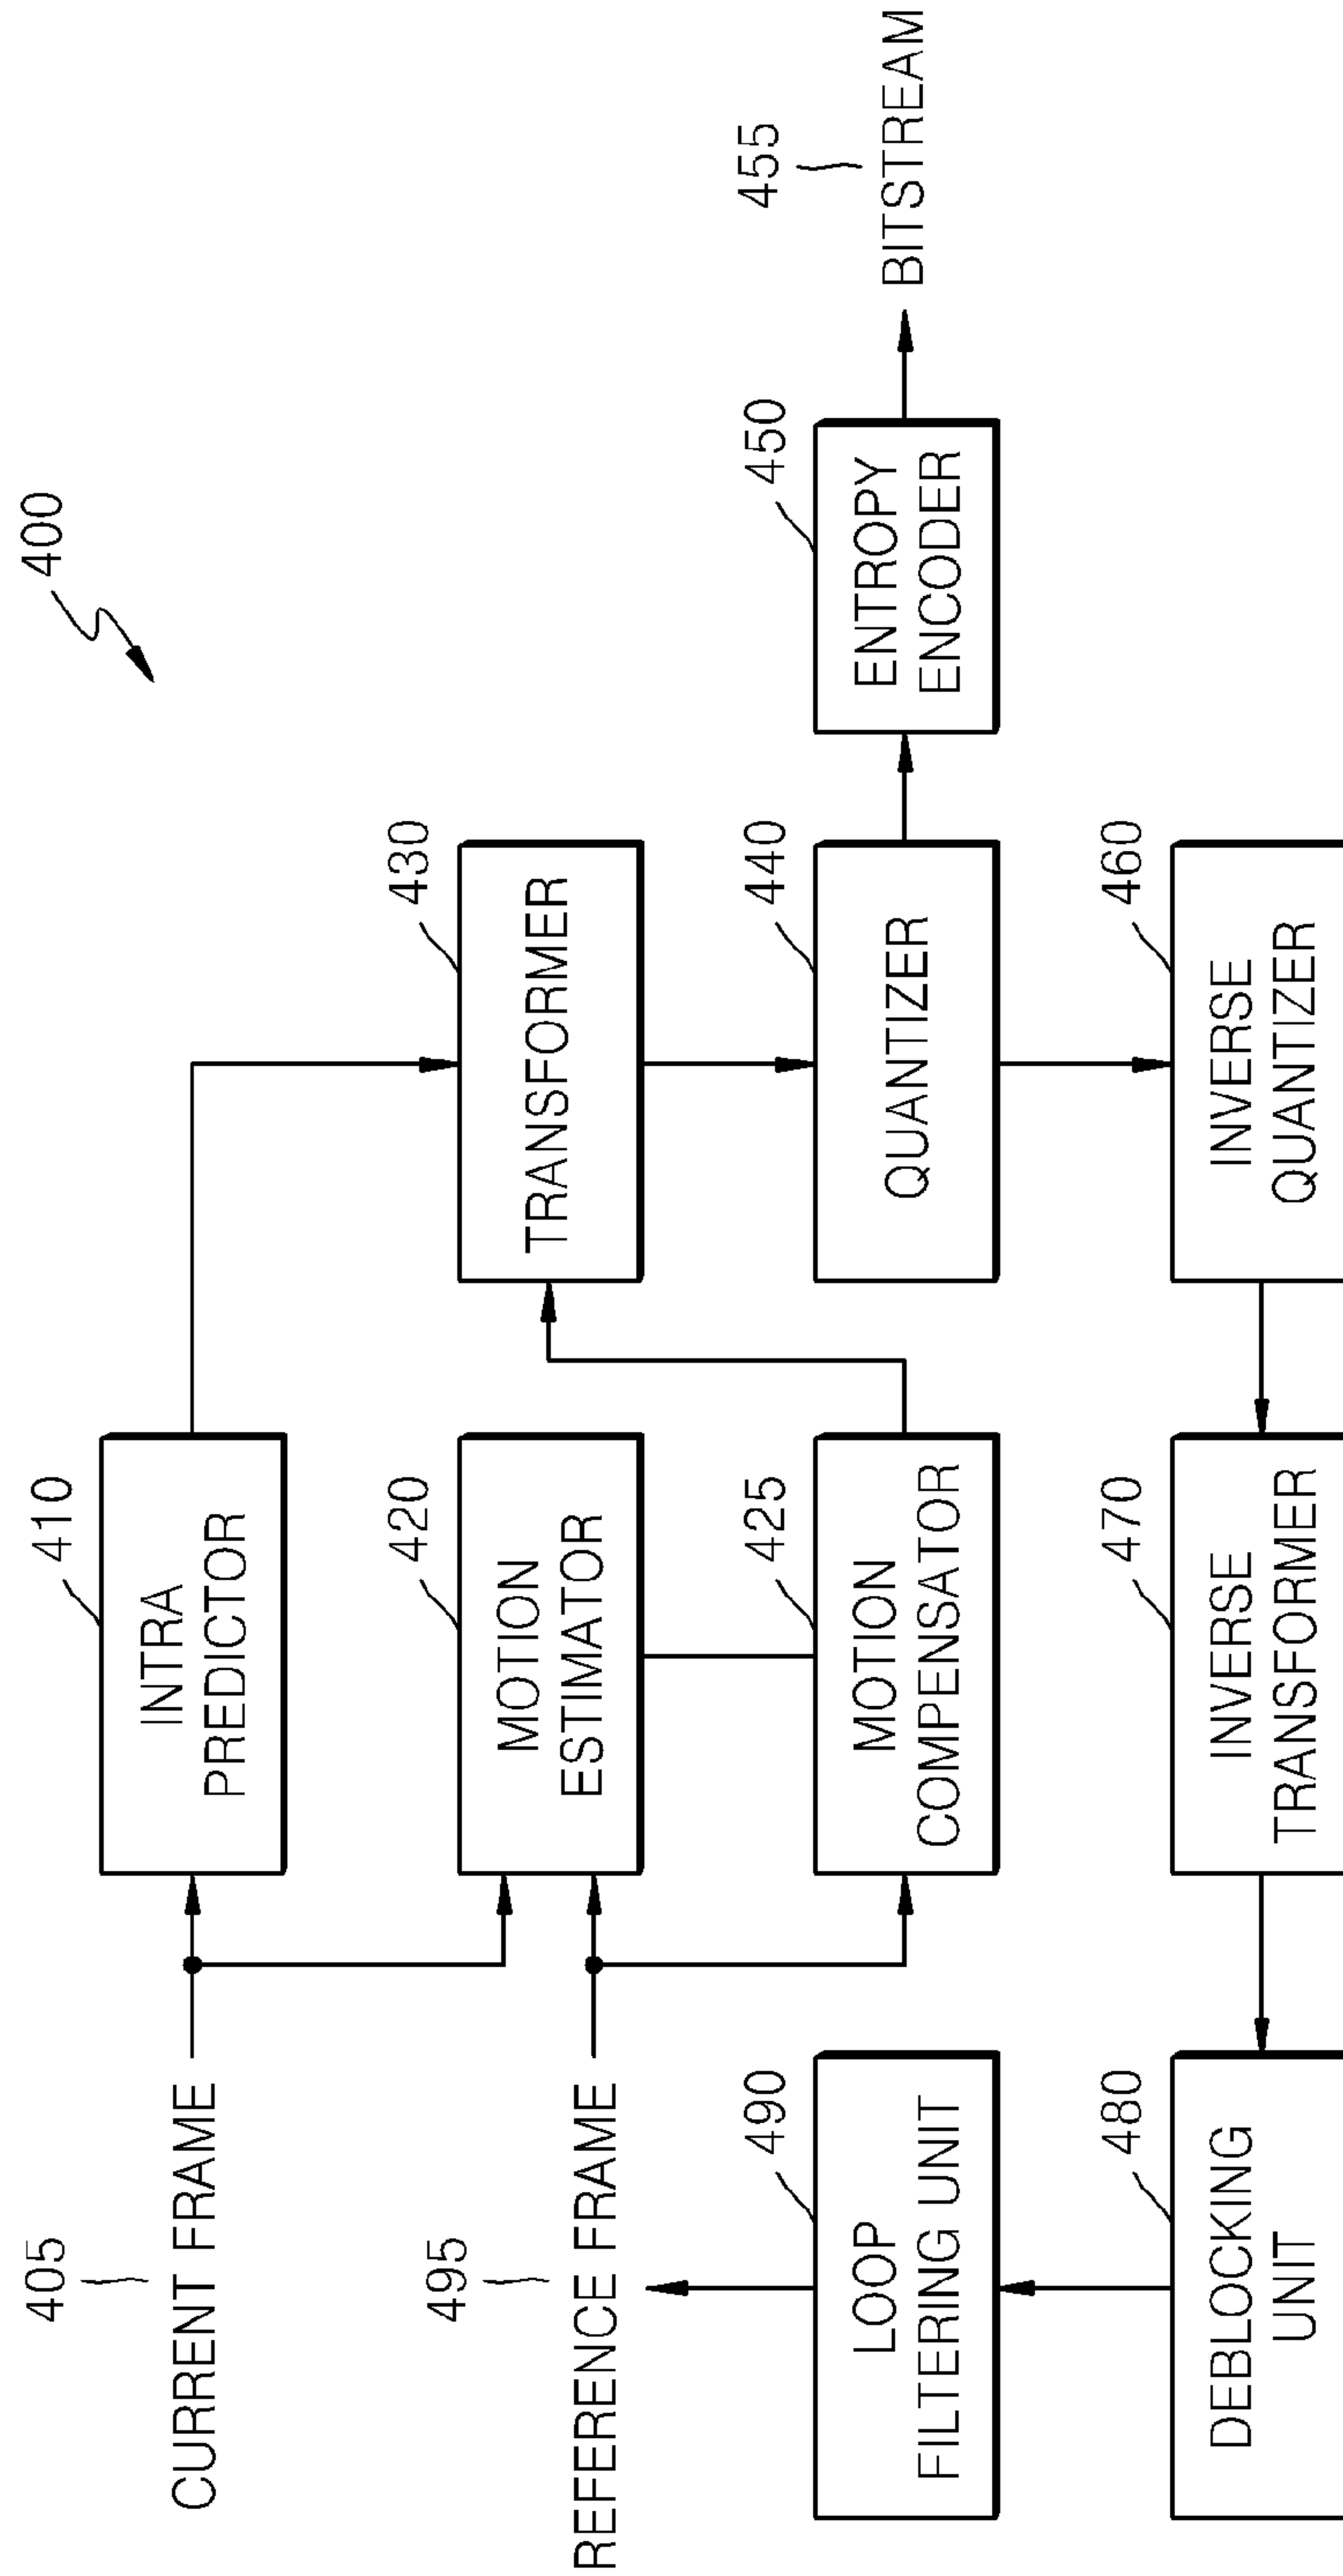 400
405
CURRENT FRAME
410
INTRA
PREDICTOR
495
REFERENCE FRAME
420
MOTION
ESTIMATOR
430
TRANSFORMER
490
LOOP
FILTERING UNIT
425
MOTION
COMPENSATOR
440
QUANTIZER
450
ENTROPY
ENCODER
455
BITSTREAM
480
DEBLOCKING
UNIT
470
INVERSE
TRANSFORMER
460
INVERSE
QUANTIZER